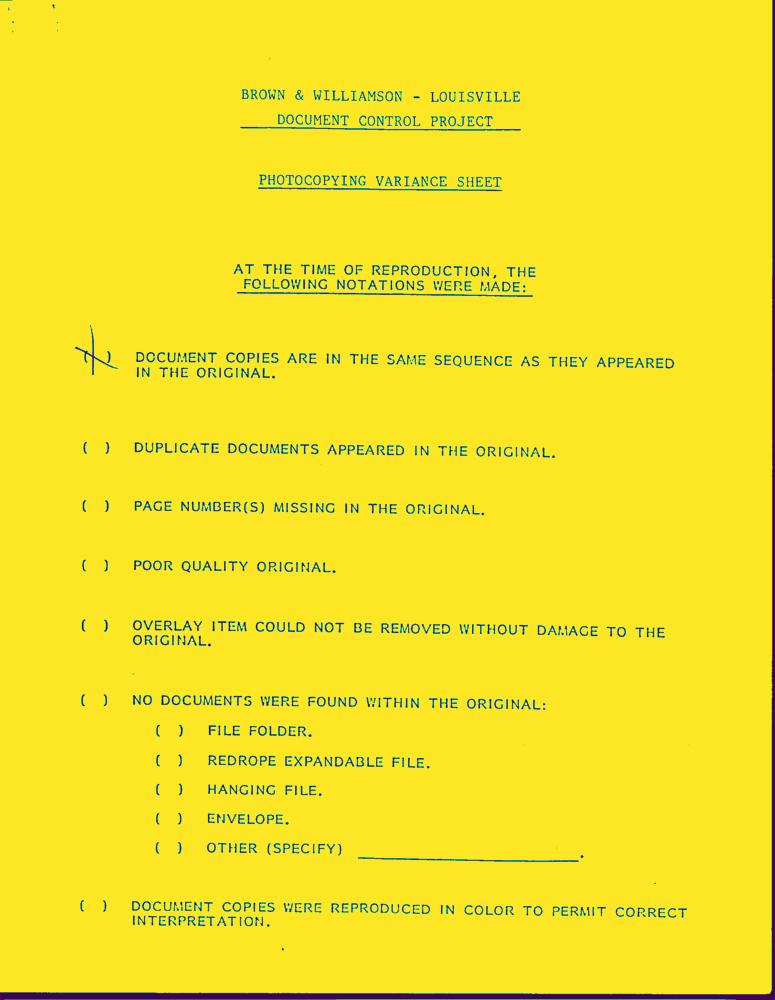 BROWN & WILLIAMSON - LOUISVILLE
DOCUMENT CONTROL PROJECT
PHOTOCOPYING VARIANCE SHEET
AT THE TIME OF REPRODUCTION, THE
FOLLOWING NOTATIONS WERE MADE:
(X) DOCUMENT COPIES ARE IN THE SAME SEQUENCE AS THEY APPEARED
IN THE ORIGINAL.
( ) DUPLICATE DOCUMENTS APPEARED IN THE ORIGINAL.
( ) PAGE NUMBER(S) MISSING IN THE ORIGINAL.
( ) POOR QUALITY ORIGINAL.
( ) OVERLAY ITEM COULD NOT BE REMOVED WITHOUT DAMAGE TO THE
ORIGINAL.
( ) NO DOCUMENTS WERE FOUND WITHIN THE ORIGINAL:
( ) FILE FOLDER.
( ) REDROPE EXPANDABLE FILE.
( ) HANGING FILE.
( ) ENVELOPE.
( ) OTHER (SPECIFY) ____________________.
( ) DOCUMENT COPIES WERE REPRODUCED IN COLOR TO PERMIT CORRECT
INTERPRETATION.